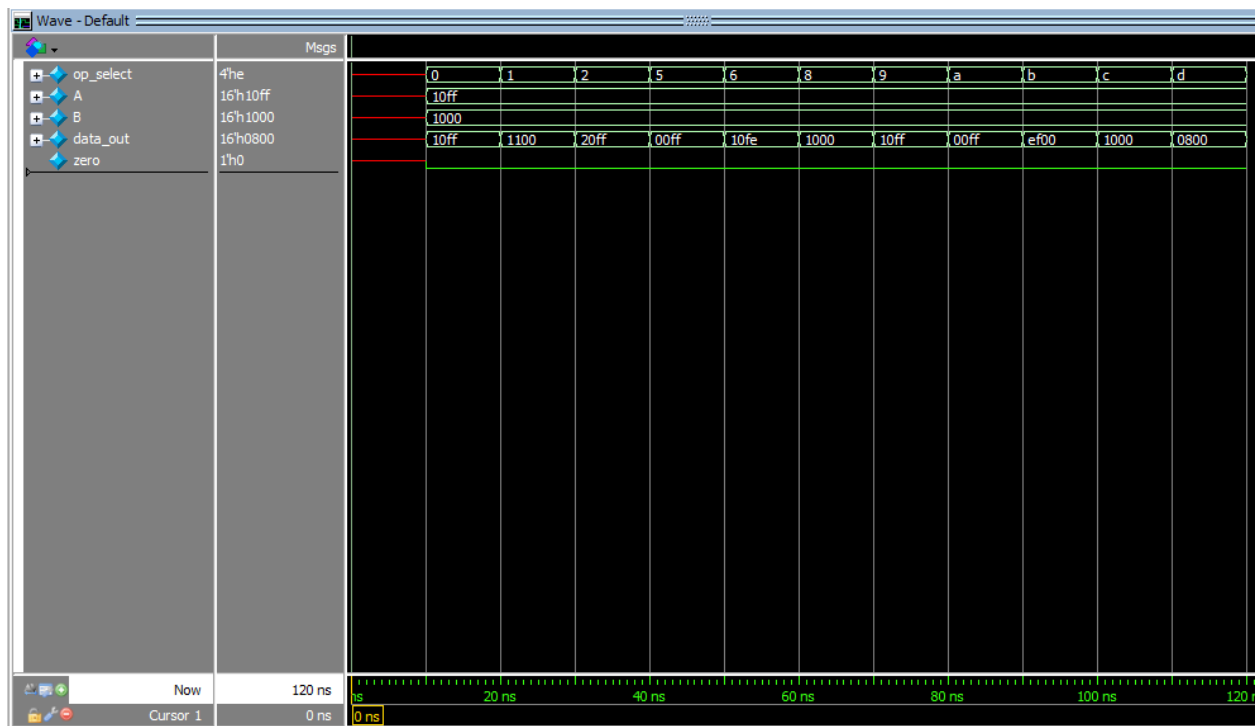 Wave - Default
Msgs
op_select 4'he 0 1 2 5 6 8 9 a b c d
A 16'h10ff 10ff
B 16'h1000 1000
data_out 16'h0800 10ff 1100 20ff 00ff 10fe 1000 10ff 00ff ef00 1000 0800
zero 1'h0
Now 120 ns ns 20 ns 40 ns 60 ns 80 ns 100 ns 120 n
Cursor 1 0 ns 0 ns